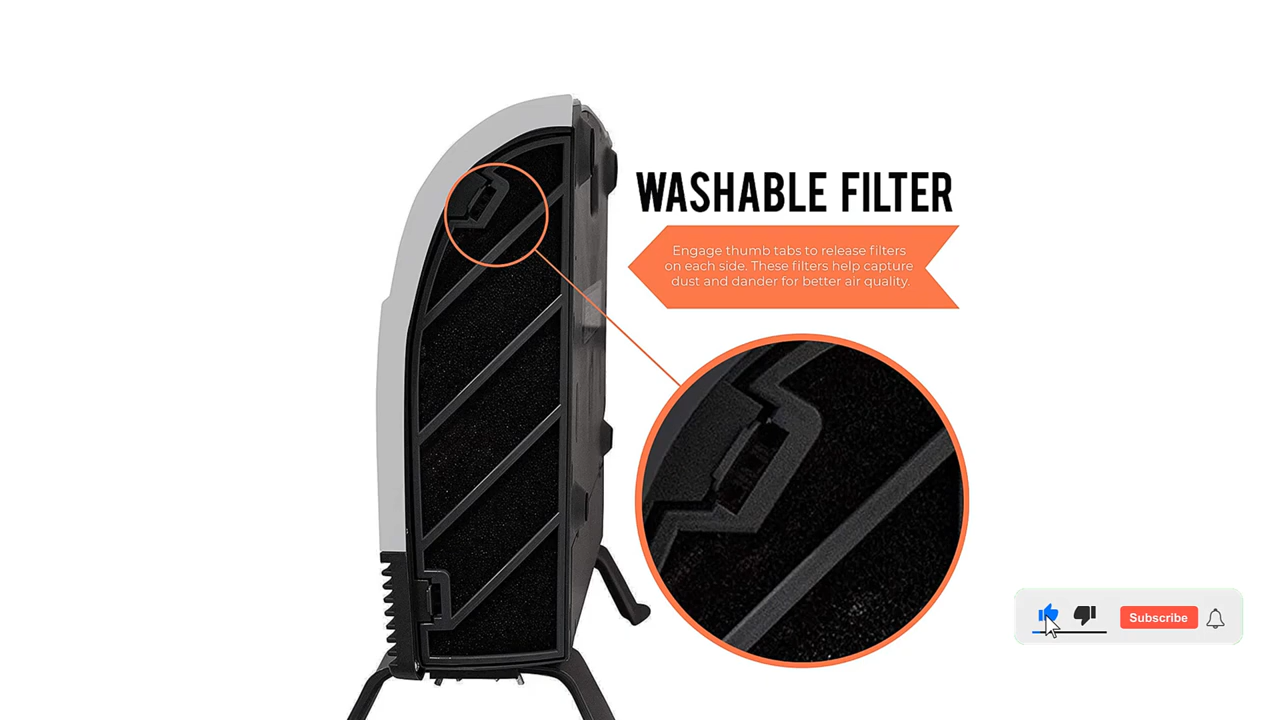 WASHABLE FILTER
Engage thumb tabs to release filters
on each side. These filters help capture
dust and dander for better air quality.
Subscribe